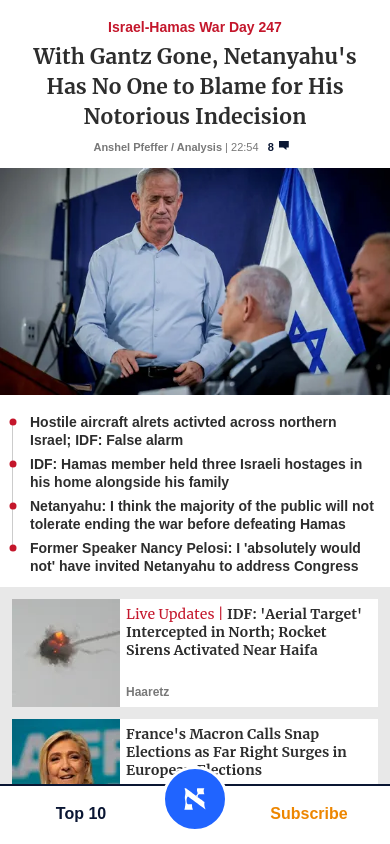 Israel-Hamas War Day 247
With Gantz Gone, Netanyahu's
Has No One to Blame for His
Notorious Indecision
Anshel Pfeffer / Analysis | 22:54 8
Hostile aircraft alrets activted across northern
Israel; IDF: False alarm
IDF: Hamas member held three Israeli hostages in
his home alongside his family
Netanyahu: I think the majority of the public will not
tolerate ending the war before defeating Hamas
Former Speaker Nancy Pelosi: I 'absolutely would
not' have invited Netanyahu to address Congress
Live Updates | IDF: 'Aerial Target'
Intercepted in North; Rocket
Sirens Activated Near Haifa
Haaretz
France's Macron Calls Snap
Elections as Far Right Surges in
European Elections
Top 10
Subscribe